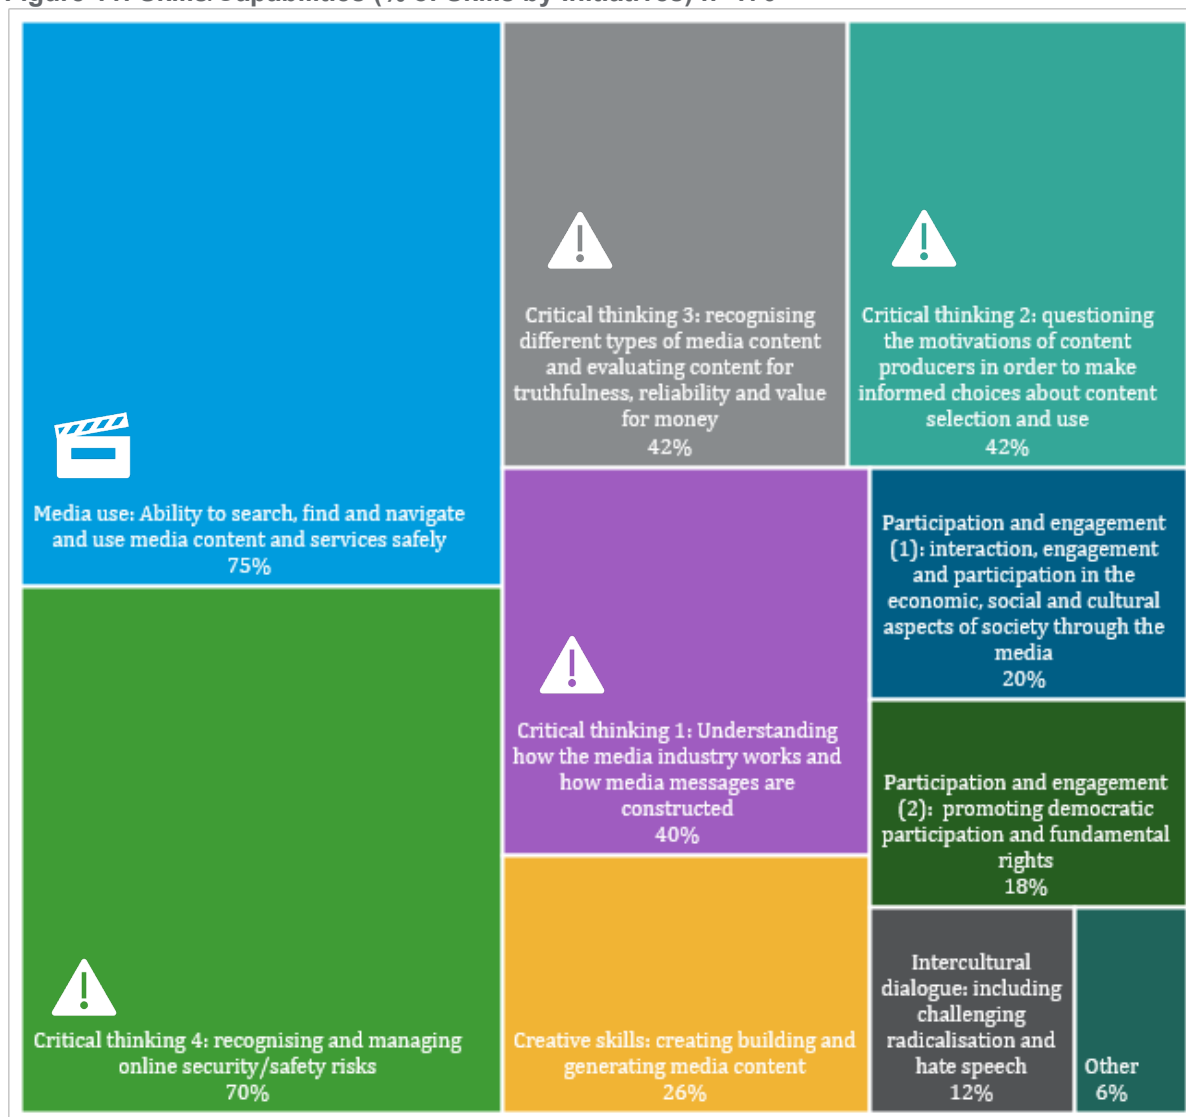 Critical thinking 3: recognising
different types of media content
and evaluating content for
truthfulness, reliability and value
for money
42%
Critical thinking 2: questioning
the motivations of content
producers in order to make
informed choices about content
selection and use
42%
Media use: Ability to search, find and navigate
and use media content and services safely
75%
Participation and engagement
(1): interaction, engagement
and participation in the
economic, social and cultural
aspects of society through the
media
20%
Critical thinking 1: Understanding
how the media industry works and
how media messages are
constructed
40%
Participation and engagement
(2): promoting democratic
participation and fundamental
rights
18%
Critical thinking 4: recognising and managing
online security/safety risks
70%
Creative skills: creating building and
generating media content
26%
Intercultural
dialogue: including
challenging
radicalisation and
hate speech
12%
Other
6%